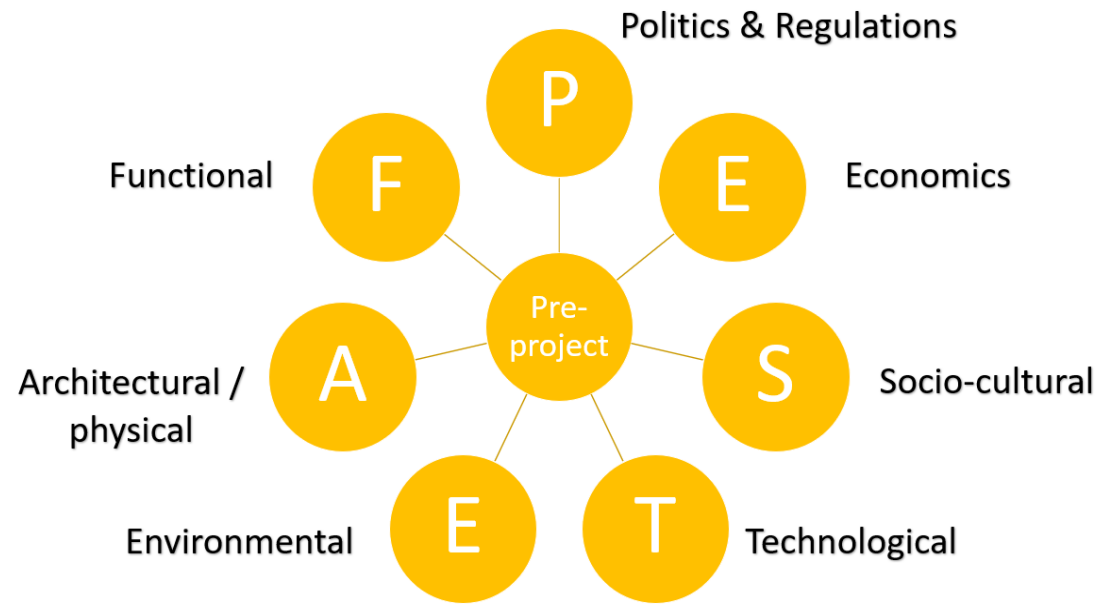 Politics & Regulations
P
E
Economics
S
Socio-cultural
T
Technological
E
Environmental
A
Architectural /
physical
F
Functional
Pre-
project